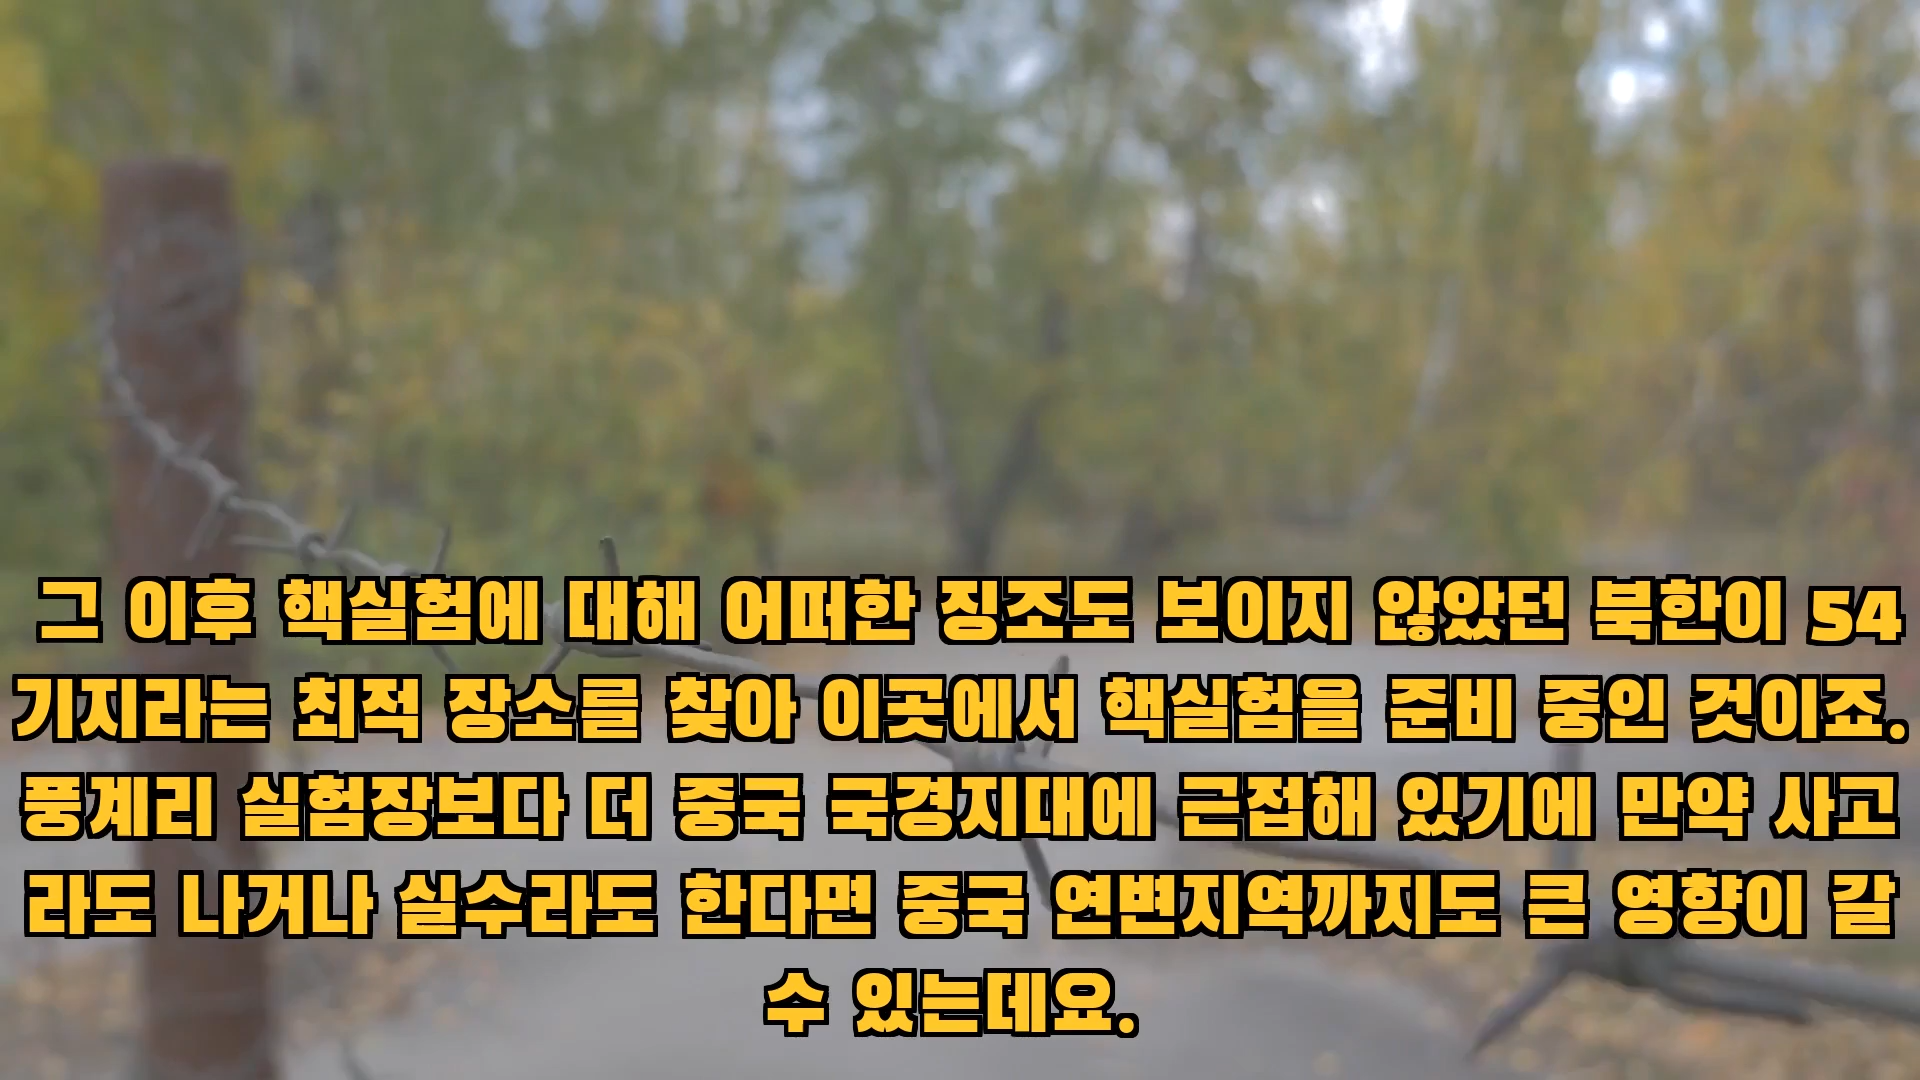 그 이후 핵실험에 대해 어떠한 징조도 보이지 않았던 북한이 54
기지라는 최적 장소를 찾아 이곳에서 핵실험을 준비 중인 것이죠.
풍계리 실험장보다 더 중국 국경지대에 근접해 있기에 만약 사고
라도 나거나 실수라도 한다면 중국 연변지역까지도 큰 영향이 갈
수 있는데요.